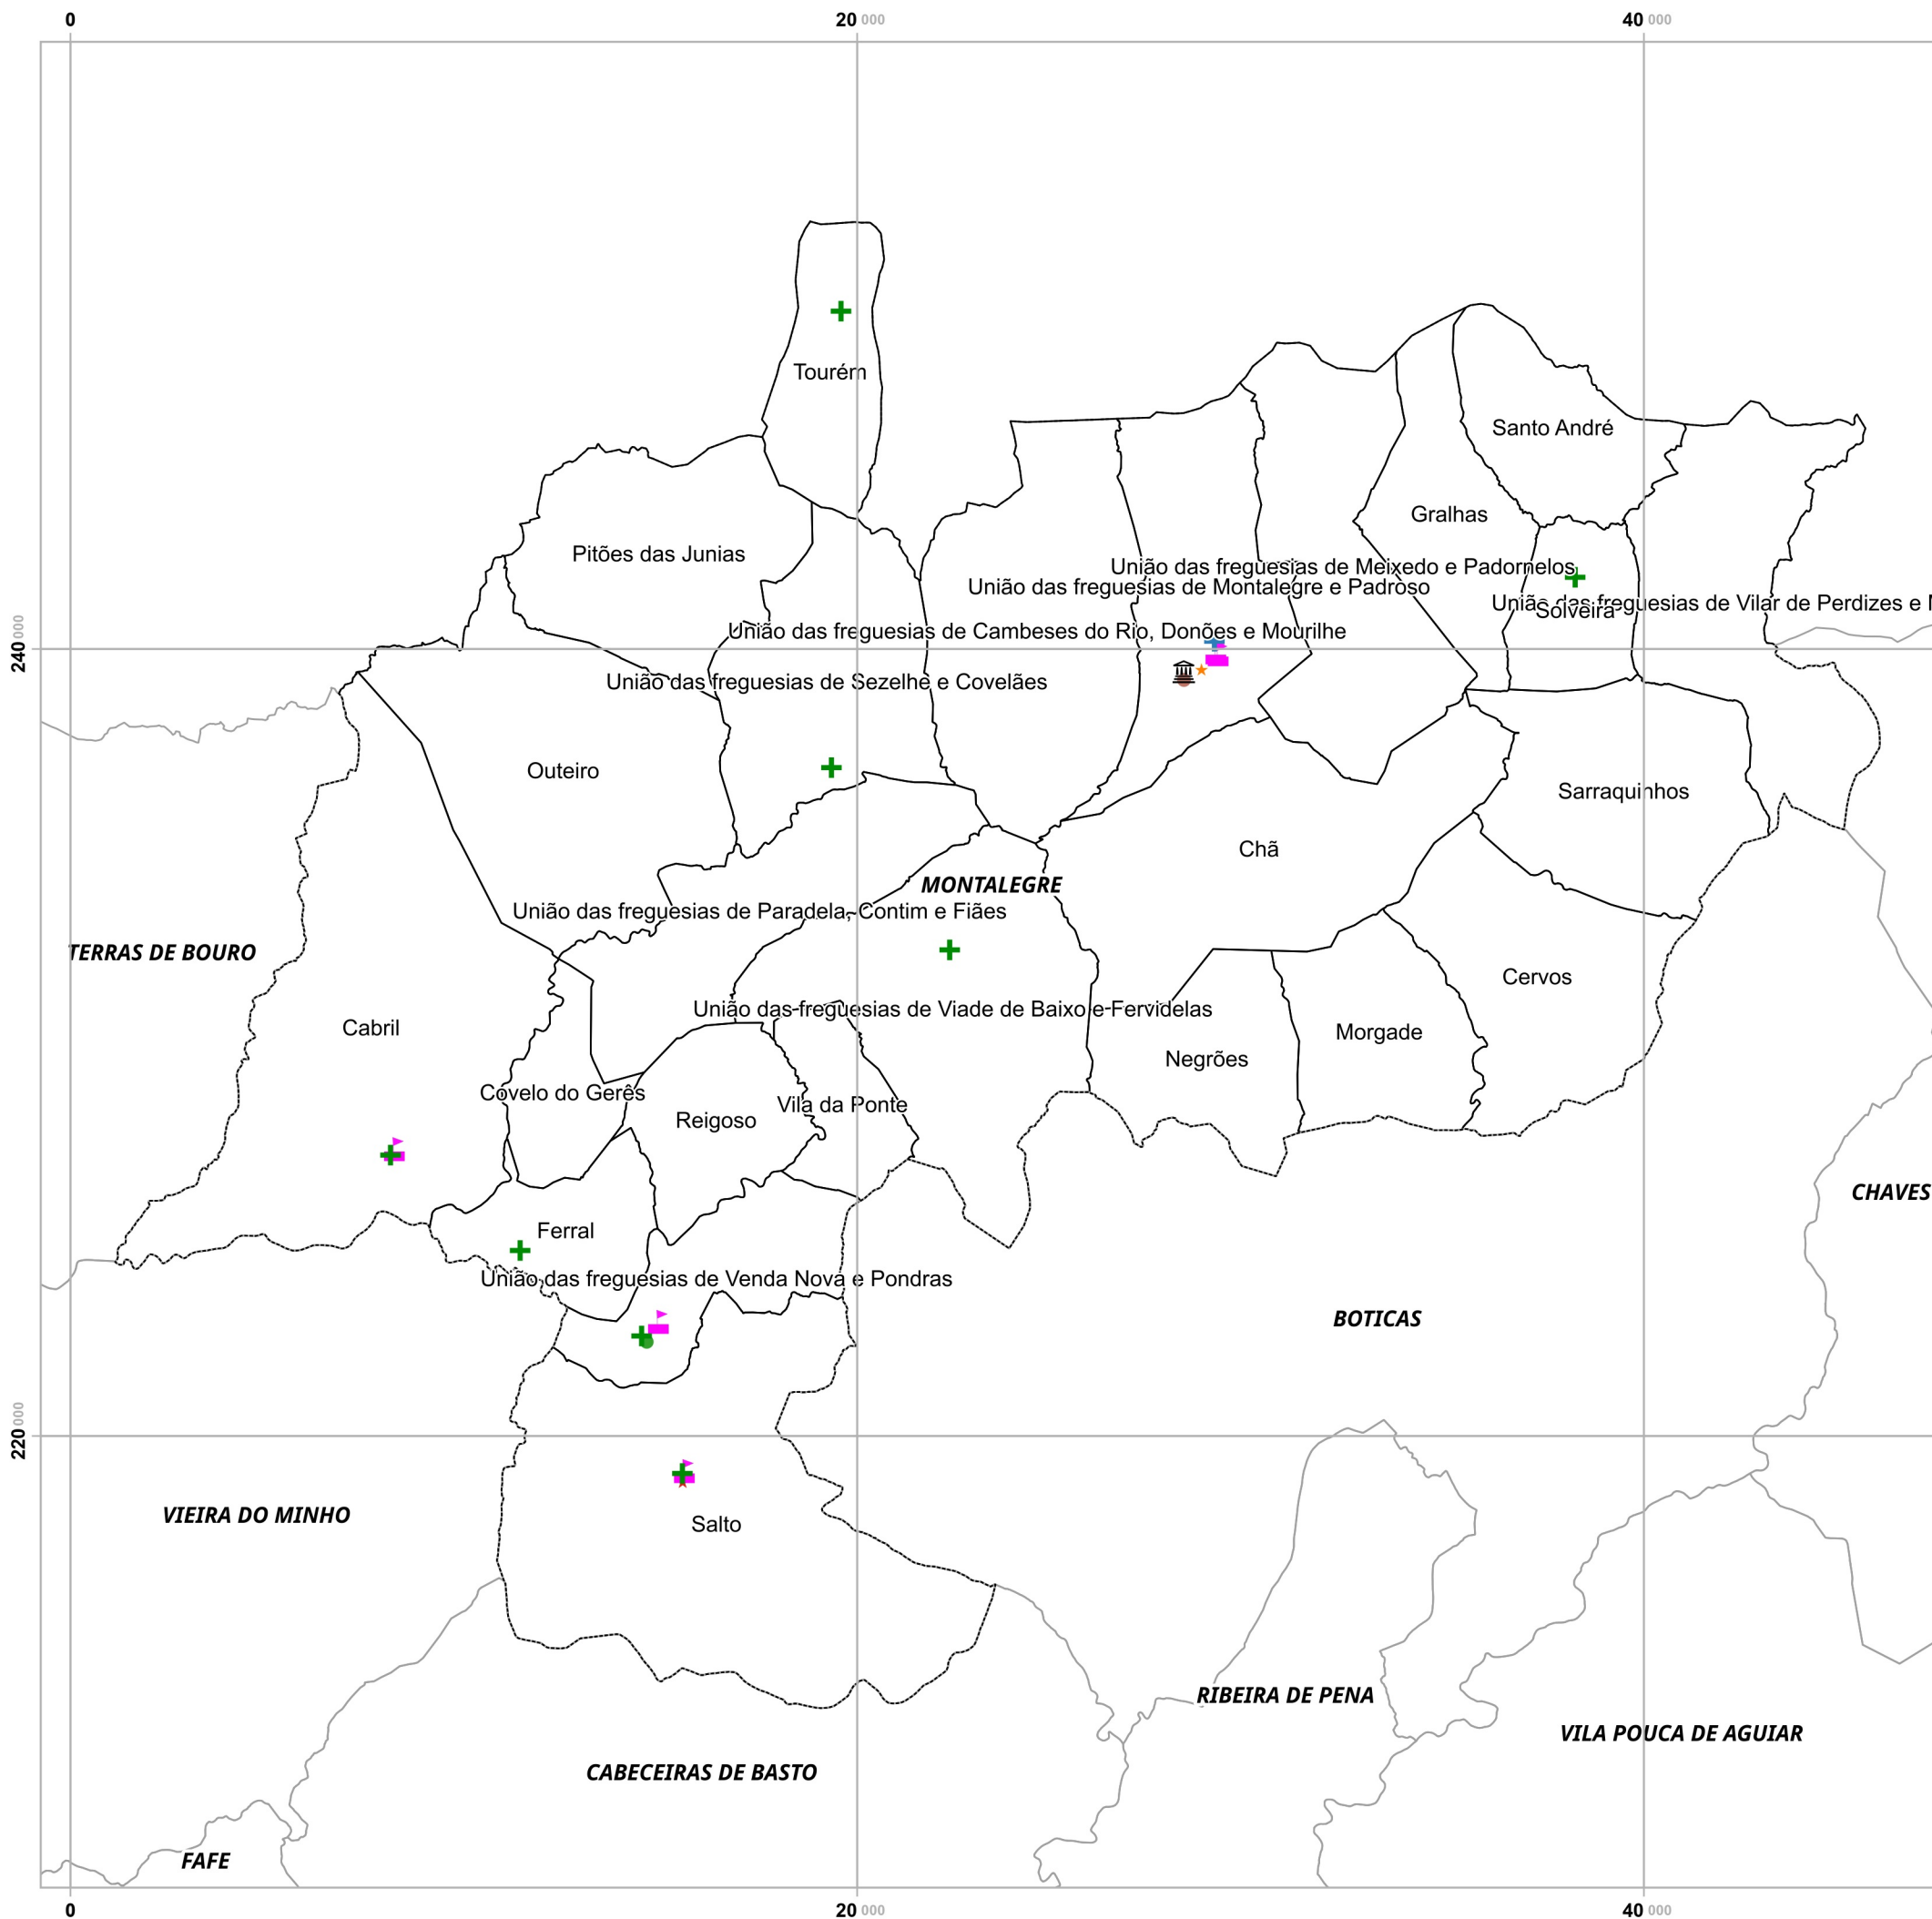 0 20 000 40 000
Tourém
Santo André
Gralhas
Pitões das Junias
União das freguesias de Meixedo e Padornelos
União das freguesias de Montalegre e Padroso
União das freguesias de Vilar de Perdizes e M
Solveira
União das freguesias de Cambeses do Rio, Donões e Mourilhe
240 000
União das freguesias de Sezelhe e Covelães
Outeiro
Sarraquinhos
Chã
MONTALEGRE
União das freguesias de Paradela, Contim e Fiães
TERRAS DE BOURO
Cervos
União das freguesias de Viade de Baixo e Fervidelas
Cabril
Morgade
Negrões
Covelo do Gerês
Vila da Ponte
Reigoso
CHAVES
Ferral
União das freguesias de Venda Nova e Pondras
BOTICAS
220 000
VIEIRA DO MINHO
Salto
RIBEIRA DE PENA
VILA POUCA DE AGUIAR
CABECEIRAS DE BASTO
FAFE
0 20 000 40 000